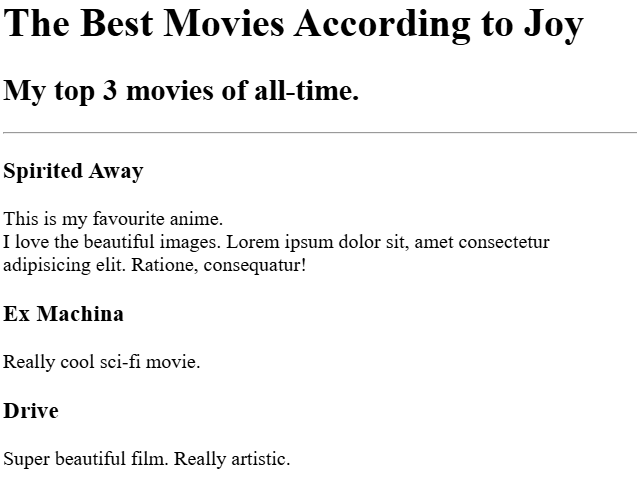 The Best Movies According to Joy
My top 3 movies of all-time.
Spirited Away
This is my favourite anime.
I love the beautiful images. Lorem ipsum dolor sit, amet consectetur
adipisicing elit. Ratione, consequatur!
Ex Machina
Really cool sci-fi movie.
Drive
Super beautiful film. Really artistic.